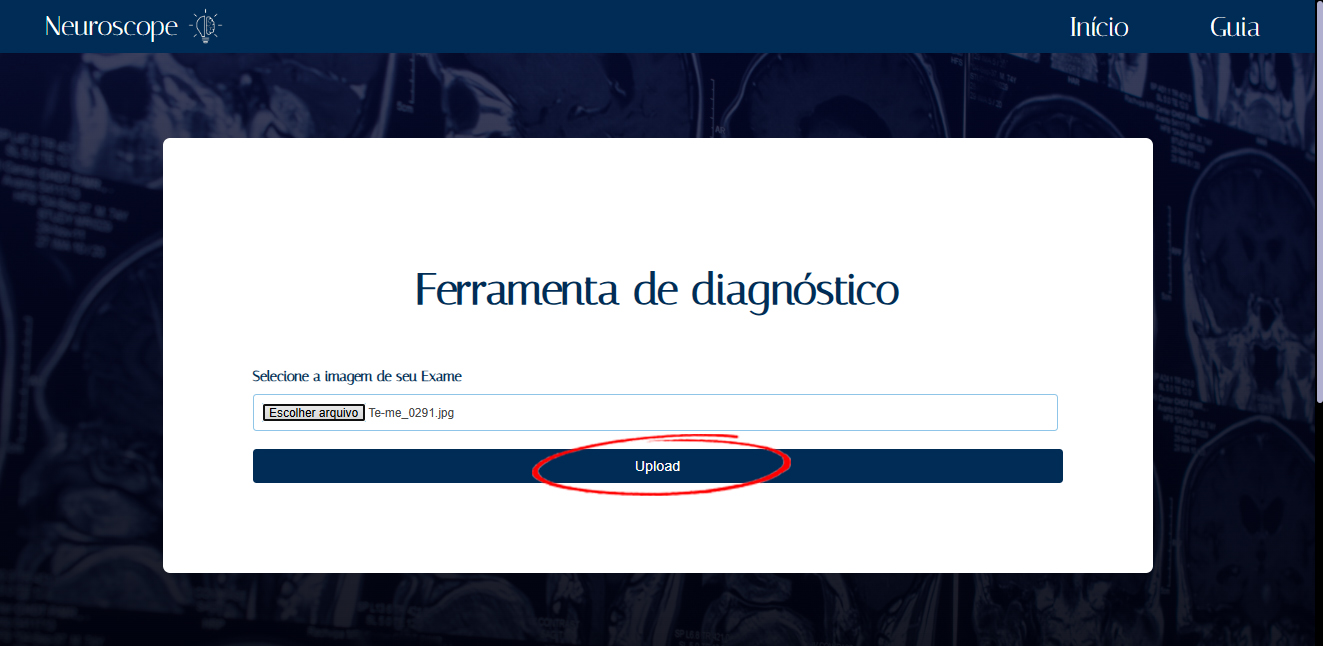 Neuroscope
Início
Guia
Ferramenta de diagnóstico
Selecione a imagem de seu Exame
Escolher arquivo Te-me_0291.jpg
Upload